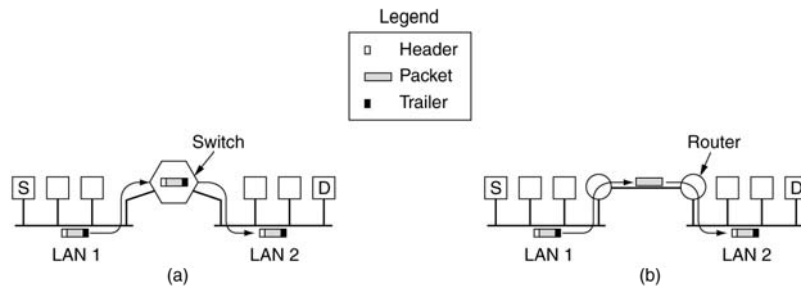 Legend
Header
Packet
Trailer
Switch
S
D
LAN 1
LAN 2
(a)
Router
S
D
LAN 1
LAN 2
(b)